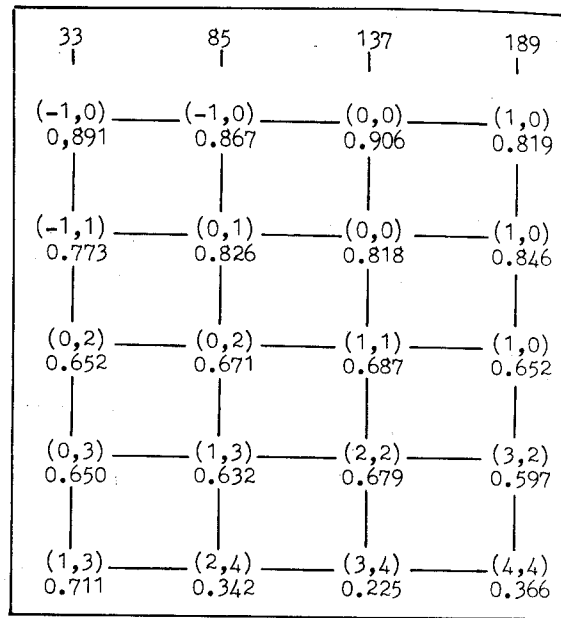 33 85 137 189
(-1,0) (-1,0) (0,0) (1,0)
0,891 0.867 0.906 0.819
(-1,1) (0,1) (0,0) (1,0)
0.773 0.826 0.818 0.846
(0,2) (0,2) (1,1) (1,0)
0.652 0.671 0.687 0.652
(0,3) (1,3) (2,2) (3,2)
0.650 0.632 0.679 0.597
(1,3) (2,4) (3,4) (4,4)
0.711 0.342 0.225 0.366